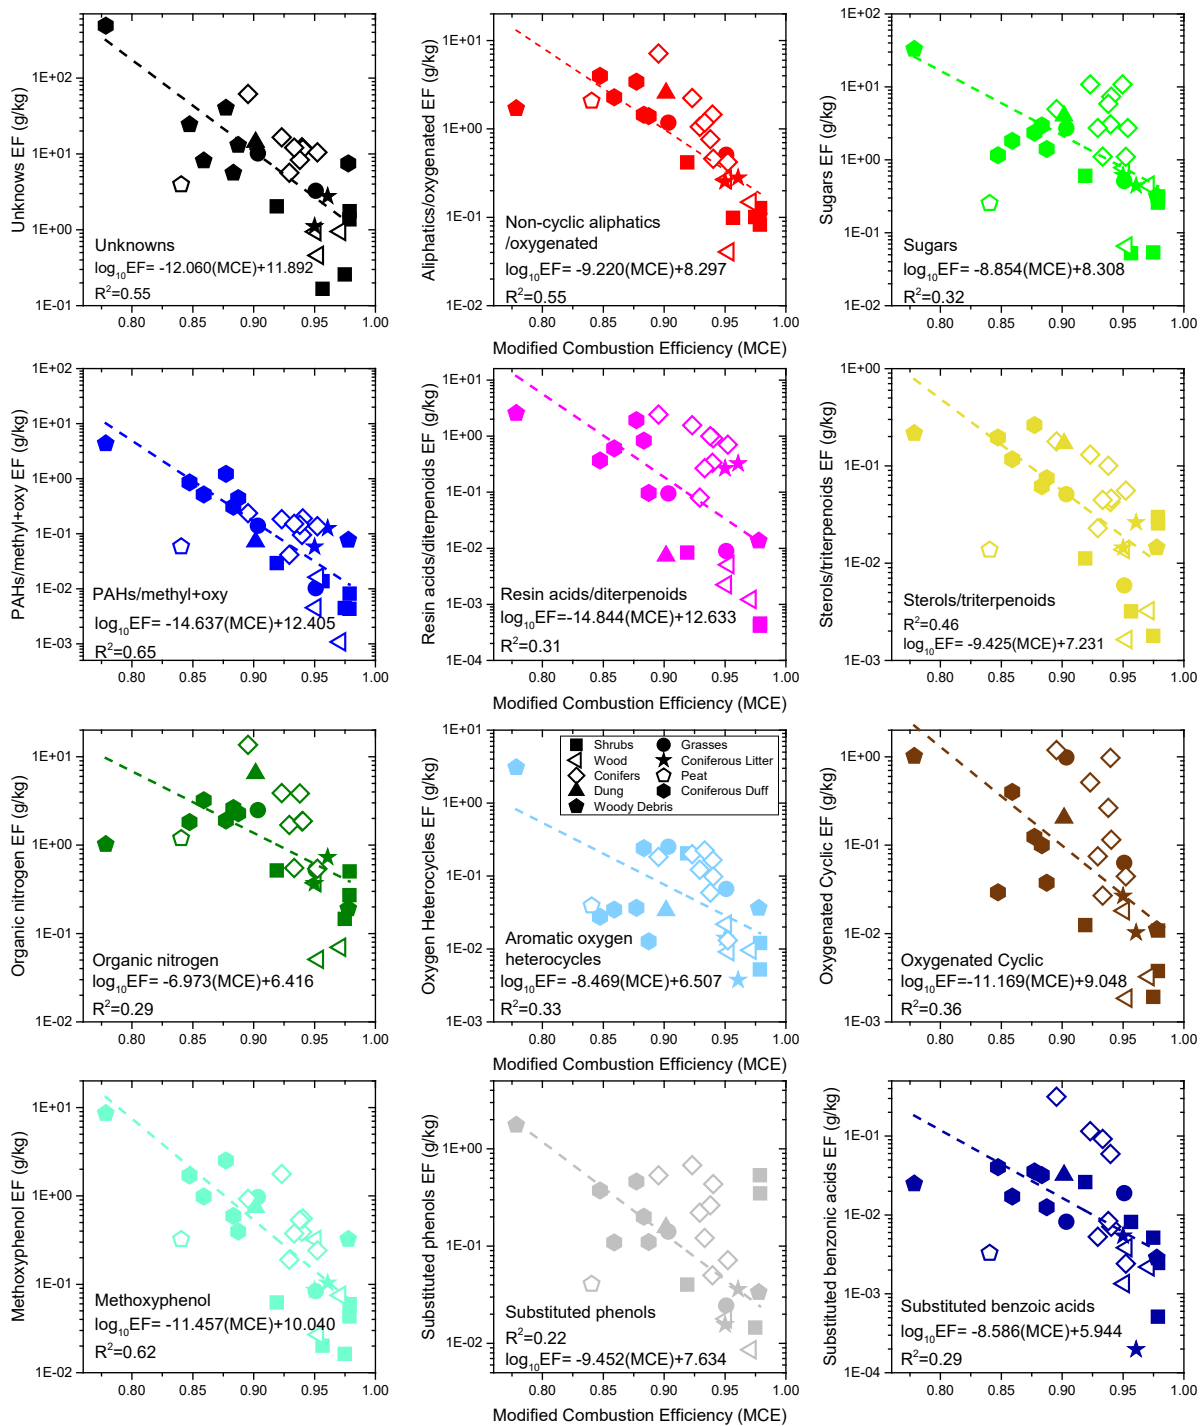 Unknowns EF (g/kg)
1E+02
1E+01
1E+00
1E-01
Unknowns
log10EF= -12.060(MCE)+11.892
R2=0.55
0.80 0.85 0.90 0.95 1.00
Aliphatics/oxygenated EF (g/kg)
1E+01
1E+00
1E-01
1E-02
Non-cyclic aliphatics
/oxygenated
log10EF= -9.220(MCE)+8.297
R2=0.55
0.80 0.85 0.90 0.95 1.00
Modified Combustion Efficiency (MCE)
Sugars EF (g/kg)
1E+02
1E+01
1E+00
1E-01
1E-02
Sugars
log10EF= -8.854(MCE)+8.308
R2=0.32
0.80 0.85 0.90 0.95 1.00
PAHs/methyl+oxy EF (g/kg)
1E+02
1E+01
1E+00
1E-01
1E-02
1E-03
PAHs/methyl+oxy
log10EF= -14.637(MCE)+12.405
R2=0.65
0.80 0.85 0.90 0.95 1.00
Resin acids/diterpenoids EF (g/kg)
1E+01
1E+00
1E-01
1E-02
1E-03
1E-04
Resin acids/diterpenoids
log10EF=-14.844(MCE)+12.633
R2=0.31
0.80 0.85 0.90 0.95 1.00
Modified Combustion Efficiency (MCE)
Sterols/triterpenoids EF (g/kg)
1E+00
1E-01
1E-02
1E-03
Sterols/triterpenoids
R2=0.46
log10EF= -9.425(MCE)+7.231
0.80 0.85 0.90 0.95 1.00
Organic nitrogen EF (g/kg)
1E+01
1E+00
1E-01
1E-02
Organic nitrogen
log10EF= -6.973(MCE)+6.416
R2=0.29
0.80 0.85 0.90 0.95 1.00
Oxygen Heterocycles EF (g/kg)
1E+01
1E+00
1E-01
1E-02
1E-03
Shrubs Grasses
Wood Coniferous Litter
Conifers Peat
Dung Coniferous Duff
Woody Debris
Aromatic oxygen
heterocycles
log10EF= -8.469(MCE)+6.507
R2=0.33
0.80 0.85 0.90 0.95 1.00
Modified Combustion Efficiency (MCE)
Oxygenated Cyclic EF (g/kg)
1E+00
1E-01
1E-02
1E-03
Oxygenated Cyclic
log10EF=-11.169(MCE)+9.048
R2=0.36
0.80 0.85 0.90 0.95 1.00
Methoxyphenol EF (g/kg)
1E+01
1E+00
1E-01
1E-02
Methoxyphenol
log10EF= -11.457(MCE)+10.040
R2=0.62
0.80 0.85 0.90 0.95 1.00
Substituted phenols EF (g/kg)
1E+00
1E-01
1E-02
Substituted phenols
R2=0.22
log10EF= -9.452(MCE)+7.634
0.80 0.85 0.90 0.95 1.00
Modified Combustion Efficiency (MCE)
Substituted benzonic acids EF (g/kg)
1E-01
1E-02
1E-03
1E-04
Substituted benzoic acids
log10EF= -8.586(MCE)+5.944
R2=0.29
0.80 0.85 0.90 0.95 1.00